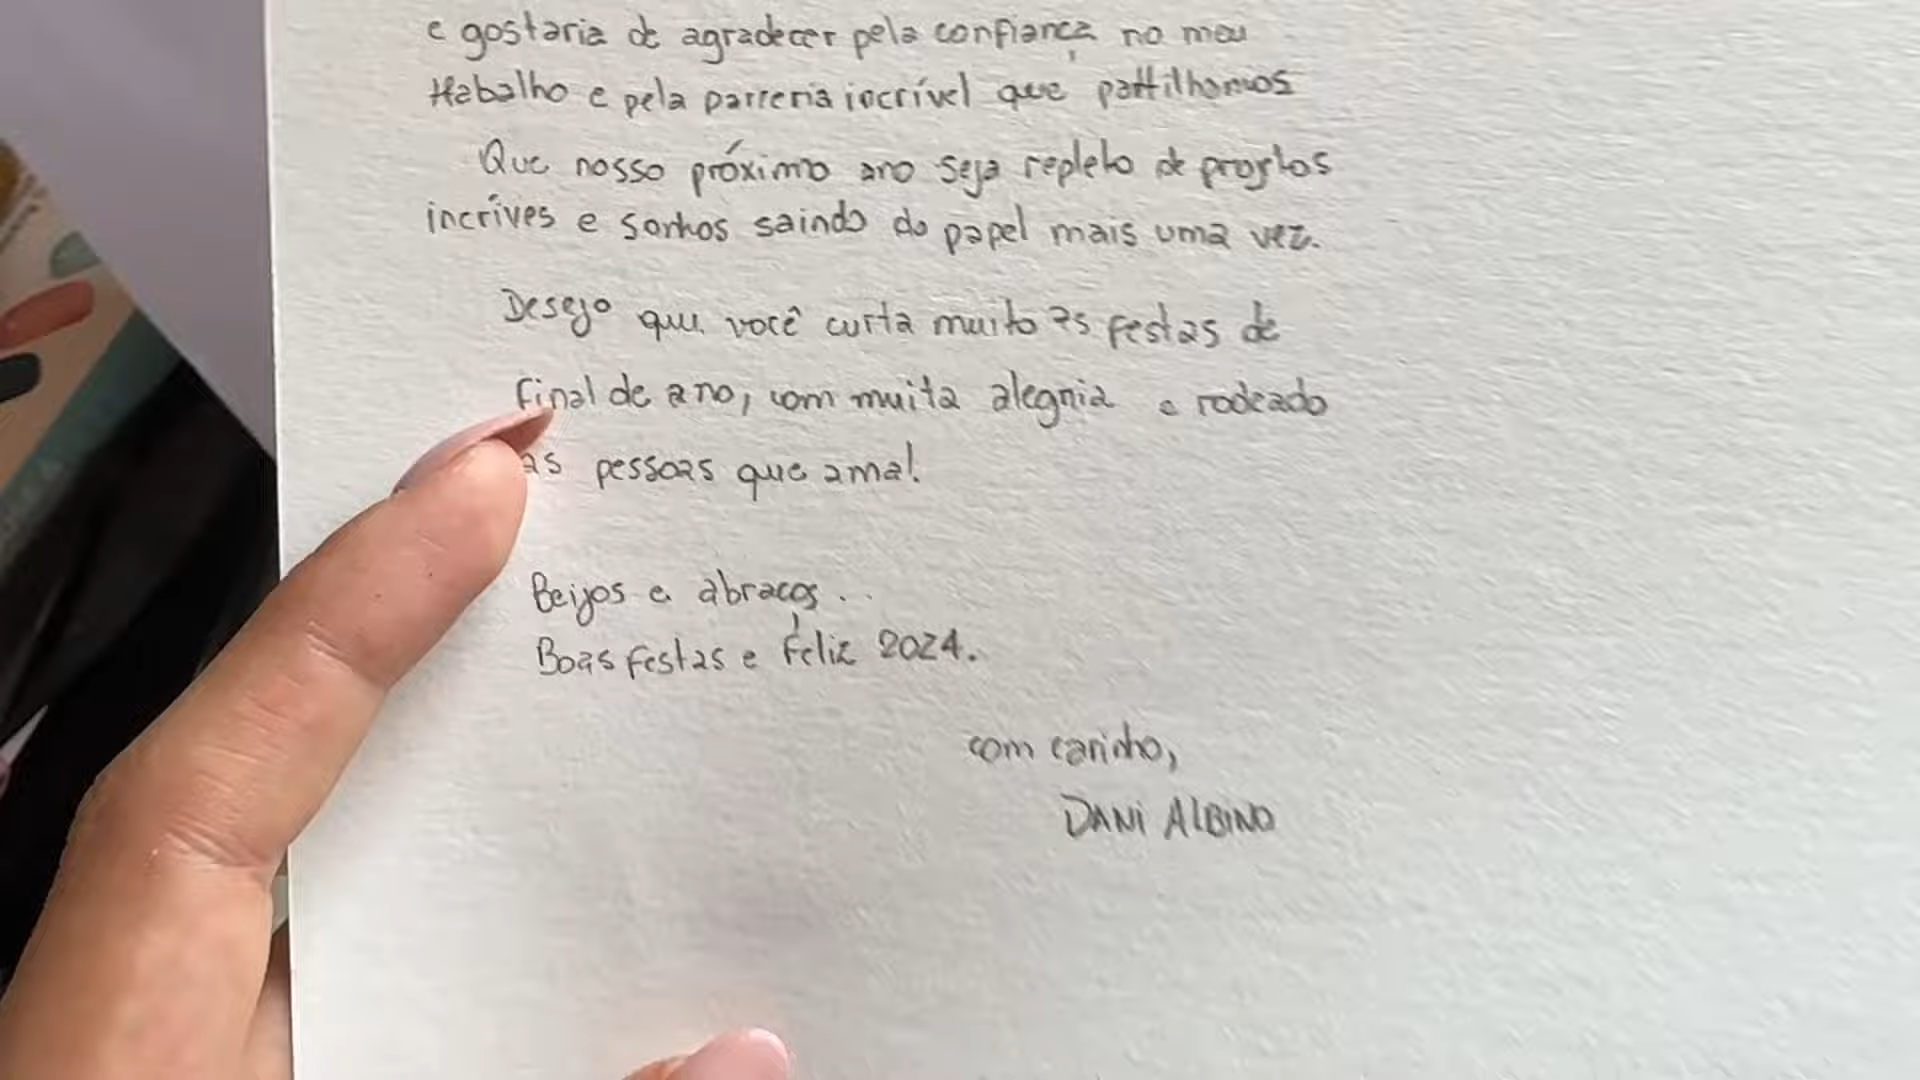 e gostaria de agradecer pela confiança no meu
trabalho e pela parceria incrível que partilhamos
Que nosso próximo ano seja repleto de projetos
incríves e sonhos saindo do papel mais uma vez.
Desejo que você curta muito as festas de
final de ano, com muita alegria e rodeado
as pessoas que ama!
Beijos e abraços...
Boas festas e feliz 2024.
com carinho,
DANI ALBINO